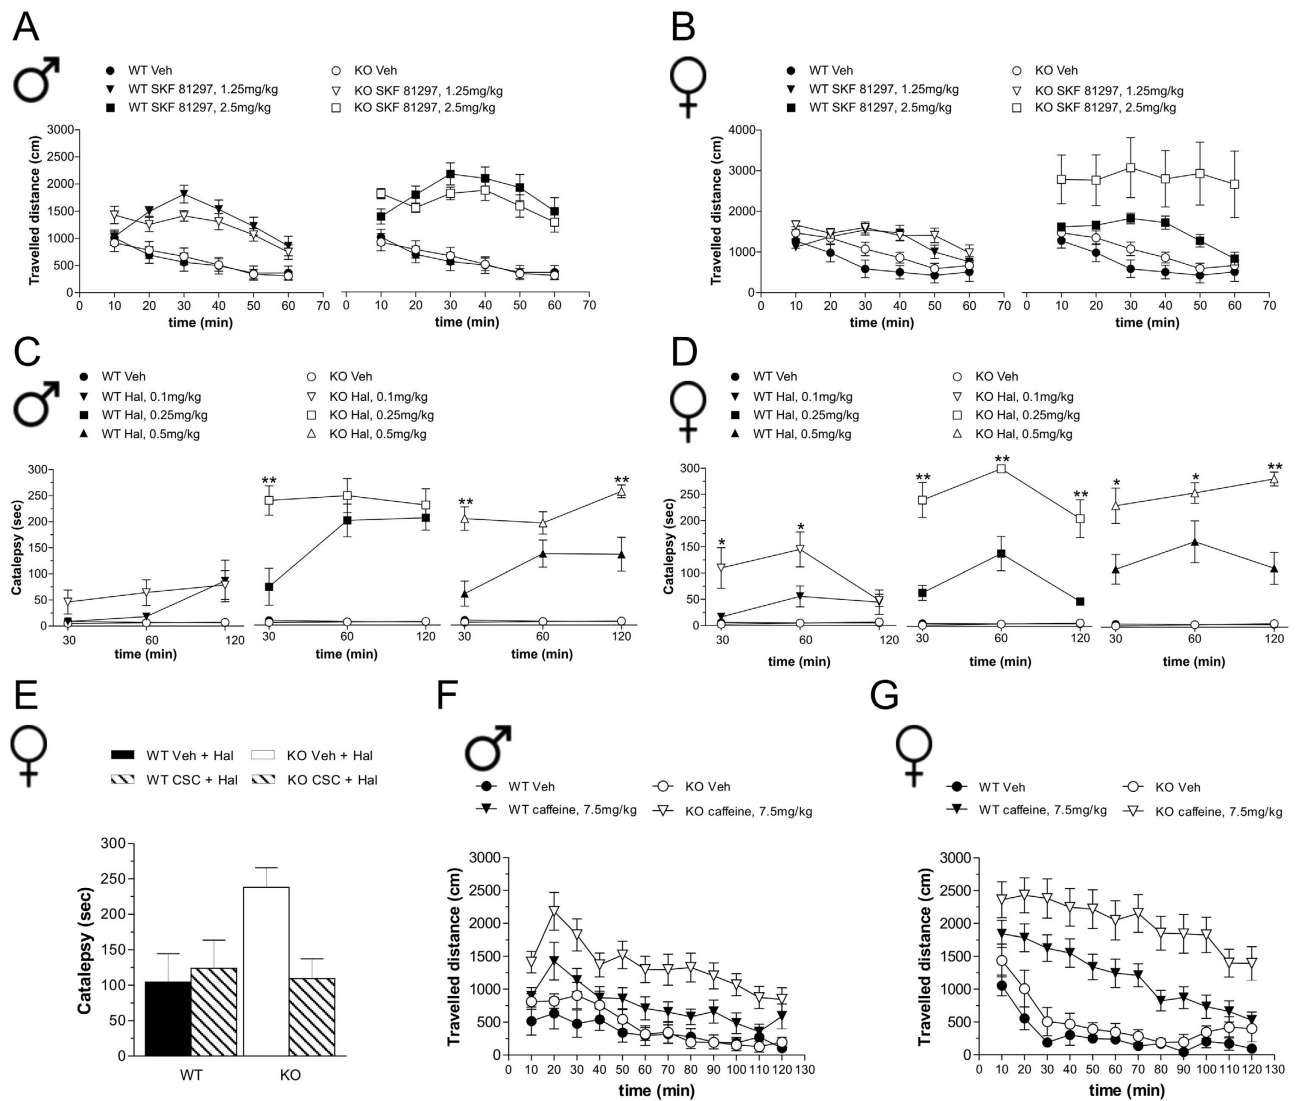 A
B
WT Veh
KO Veh
WT SKF 81297, 1.25mg/kg
KO SKF 81297, 1.25mg/kg
WT SKF 81297, 2.5mg/kg
KO SKF 81297, 2.5mg/kg
WT Veh
KO Veh
WT SKF 81297, 1.25mg/kg
KO SKF 81297, 1.25mg/kg
WT SKF 81297, 2.5mg/kg
KO SKF 81297, 2.5mg/kg
Travelled distance (cm)
3000
2500
2000
1500
1000
500
0
0 10 20 30 40 50 60 70
time (min)
10 20 30 40 50 60 70
time (min)
Travelled distance (cm)
4000
3000
2000
1000
0
0 10 20 30 40 50 60 70
time (min)
0 10 20 30 40 50 60 70
time (min)
C
D
WT Veh
KO Veh
WT Hal, 0.1mg/kg
KO Hal, 0.1mg/kg
WT Hal, 0.25mg/kg
KO Hal, 0.25mg/kg
WT Hal, 0.5mg/kg
KO Hal, 0.5mg/kg
WT Veh
KO Veh
WT Hal, 0.1mg/kg
KO Hal, 0.1mg/kg
WT Hal, 0.25mg/kg
KO Hal, 0.25mg/kg
WT Hal, 0.5mg/kg
KO Hal, 0.5mg/kg
Catalepsy (sec)
300
250
200
150
100
50
0
30 60 120
time (min)
**
30 60 120
time (min)
** **
30 60 120
time (min)
Catalepsy (sec)
300
250
200
150
100
50
0
* *
30 60 120
time (min)
** ** **
30 60 120
time (min)
* * **
30 60 120
time (min)
E
F
G
WT Veh + Hal
KO Veh + Hal
WT CSC + Hal
KO CSC + Hal
Catalepsy (sec)
300
250
200
150
100
50
0
WT KO
WT Veh
KO Veh
WT caffeine, 7.5mg/kg
KO caffeine, 7.5mg/kg
Travelled distance (cm)
3000
2500
2000
1500
1000
500
0
0 10 20 30 40 50 60 70 80 90 100 110 120 130
time (min)
WT Veh
KO Veh
WT caffeine, 7.5mg/kg
KO caffeine, 7.5mg/kg
Travelled distance (cm)
3000
2500
2000
1500
1000
500
0
0 10 20 30 40 50 60 70 80 90 100 110 120 130
time (min)